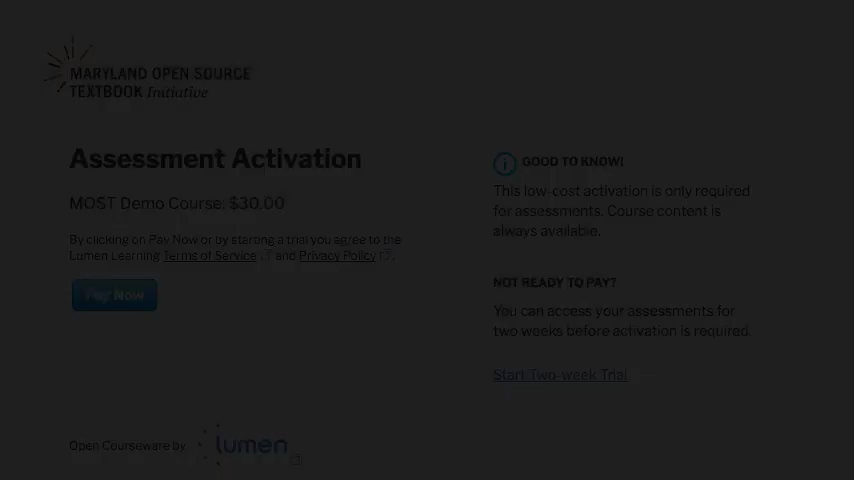 MARYLAND OPEN SOURCE
TEXTBOOK Initiative
Assessment Activation
MOST Demo Course: $30.00
By clicking on Pay Now or by starting a trial you agree to the
Lumen Learning Terms of Service and Privacy Policy.
Pay Now
Open Courseware by lumen
GOOD TO KNOW!
This low-cost activation is only required
for assessments. Course content is
always available.
NOT READY TO PAY?
You can access your assessments for
two weeks before activation is required.
Start Two-week Trial